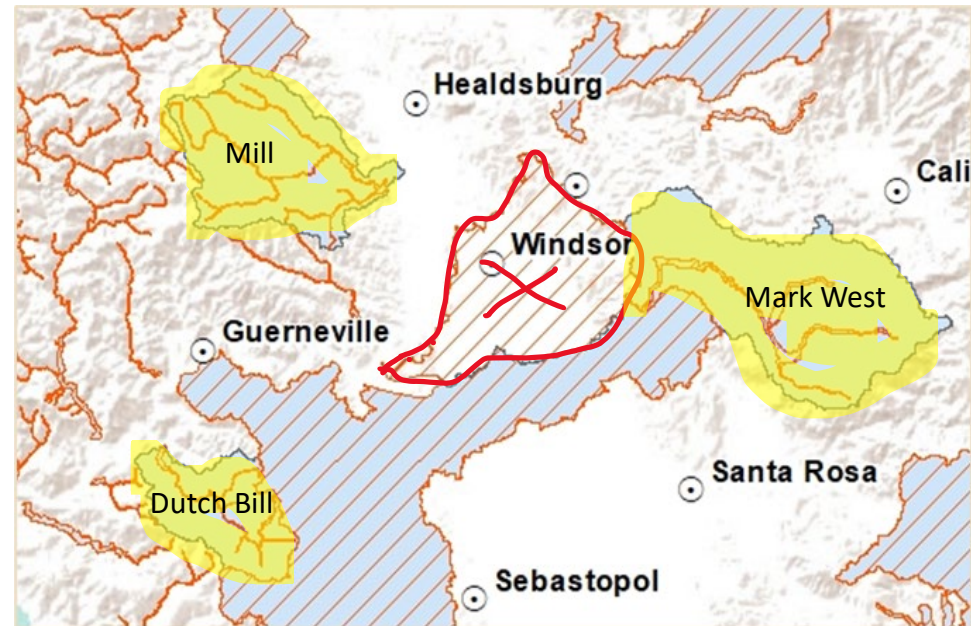 Healdsburg
Mill
Cali
Windsor
Mark West
Guerneville
Santa Rosa
Dutch Bill
Sebastopol